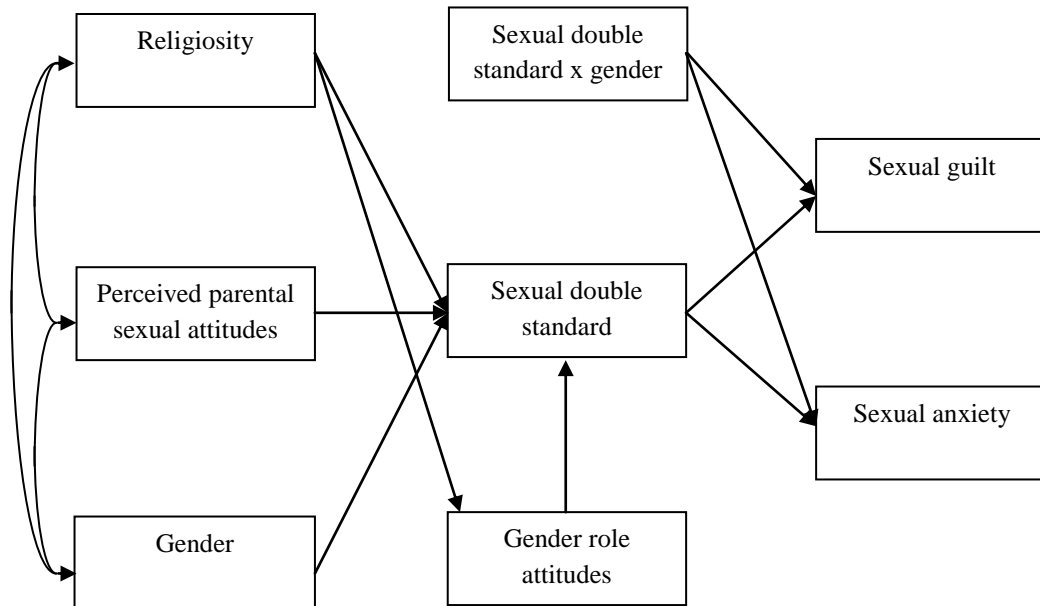 Religiosity
Sexual double
standard x gender
Sexual guilt
Perceived parental
sexual attitudes
Sexual double
standard
Sexual anxiety
Gender
Gender role
attitudes